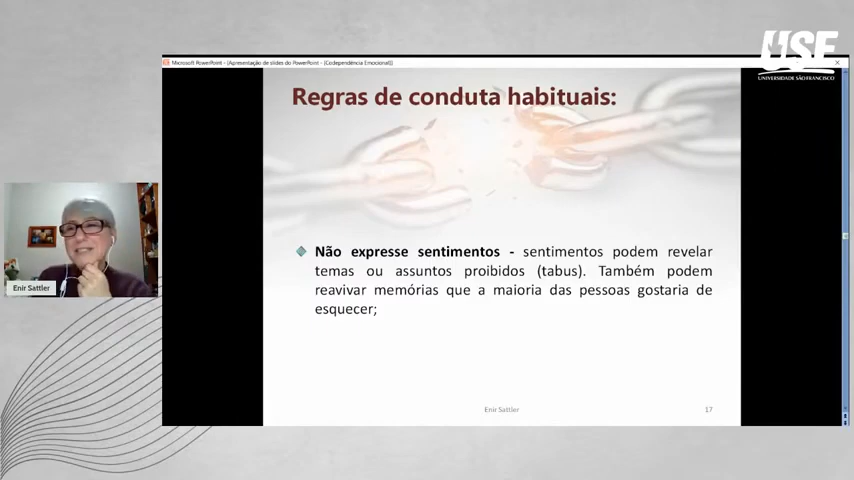 USF
UNIVERSIDADE SÃO FRANCISCO
Microsoft PowerPoint - [Apresentação de slides do PowerPoint - [Codependência Emocional]]
Regras de conduta habituais:
Não expresse sentimentos - sentimentos podem revelar
temas ou assuntos proibidos (tabus). Também podem
reavivar memórias que a maioria das pessoas gostaria de
esquecer;
Enir Sattler
Enir Sattler
17